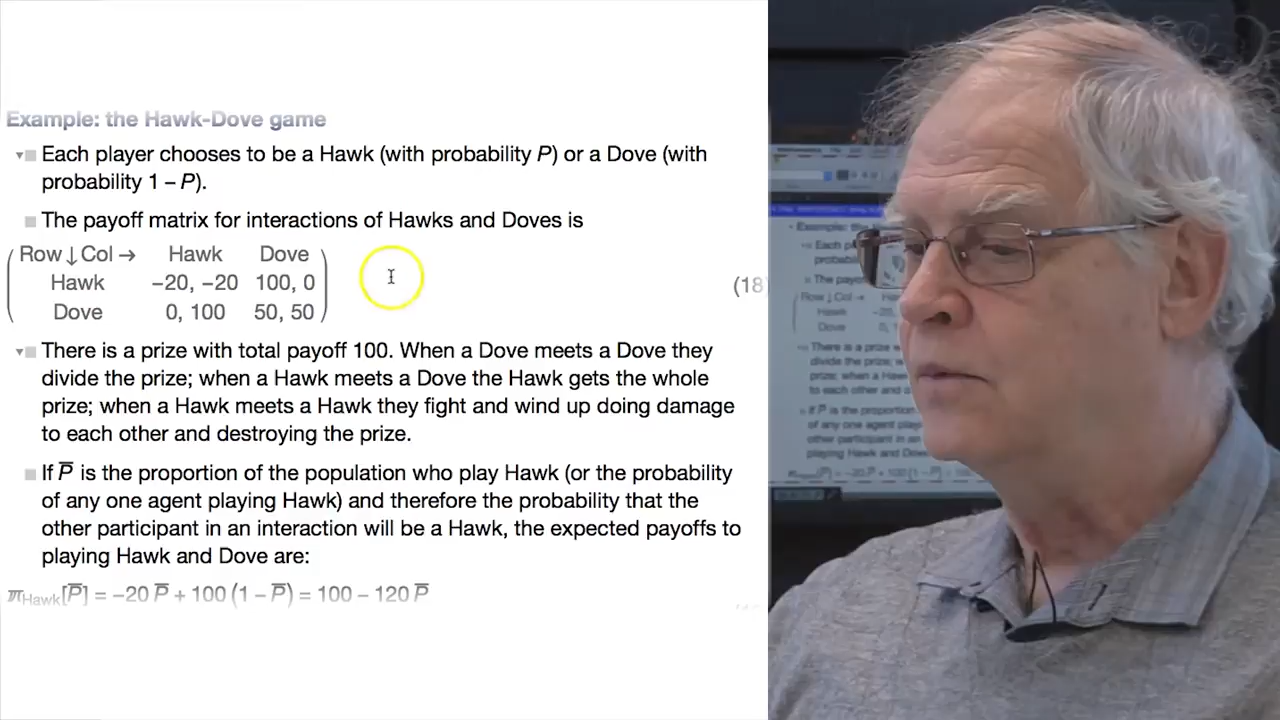 Example: the Hawk-Dove game
Each player chooses to be a Hawk (with probability P) or a Dove (with
probability 1 – P).
The payoff matrix for interactions of Hawks and Doves is
Row ↓ Col → Hawk Dove
Hawk −20, −20 100, 0
Dove 0, 100 50, 50
(18
There is a prize with total payoff 100. When a Dove meets a Dove they
divide the prize; when a Hawk meets a Dove the Hawk gets the whole
prize; when a Hawk meets a Hawk they fight and wind up doing damage
to each other and destroying the prize.
If P̅ is the proportion of the population who play Hawk (or the probability
of any one agent playing Hawk) and therefore the probability that the
other participant in an interaction will be a Hawk, the expected payoffs to
playing Hawk and Dove are:
π_Hawk[P̅] = −20 P̅ + 100 (1 − P̅) = 100 − 120 P̅